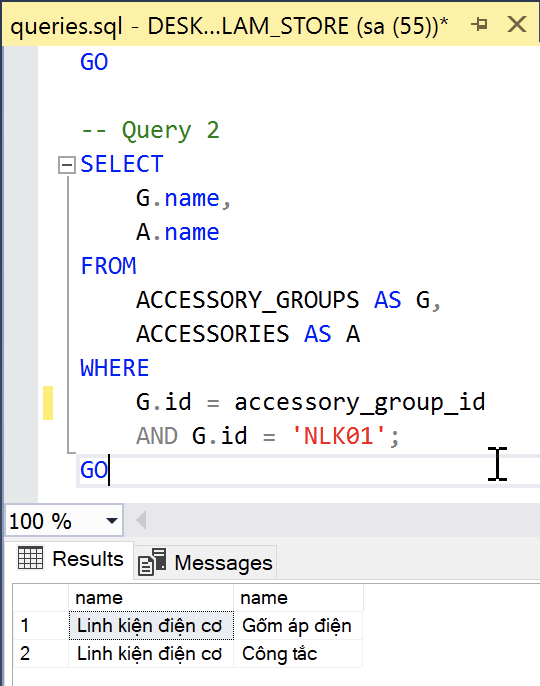 queries.sql - DESK...LAM_STORE (sa (55))*
GO
-- Query 2
SELECT
G.name,
A.name
FROM
ACCESSORY_GROUPS AS G,
ACCESSORIES AS A
WHERE
G.id = accessory_group_id
AND G.id = 'NLK01';
GO
100 %
Results Messages
name name
1 Linh kiện điện cơ Gốm áp điện
2 Linh kiện điện cơ Công tắc